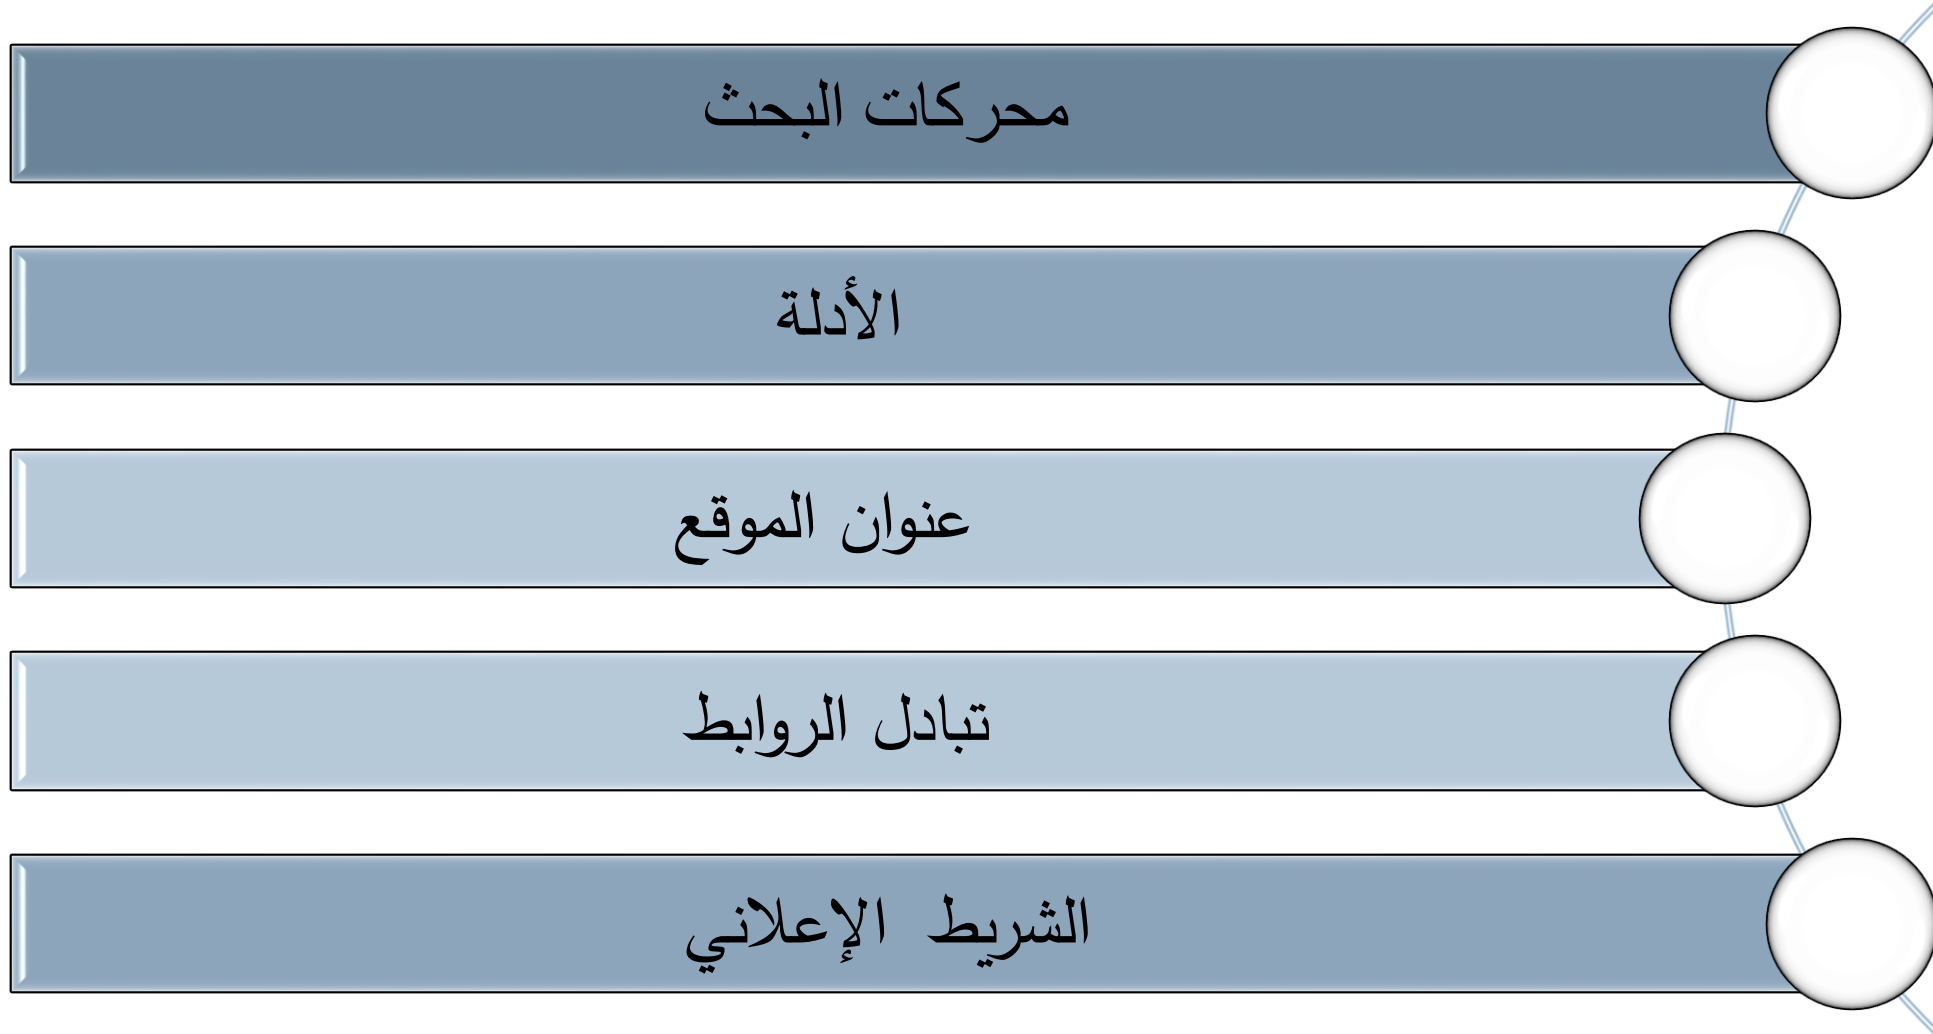 محركات البحث
الأدلة
عنوان الموقع
تبادل الروابط
الشريط الإعلاني